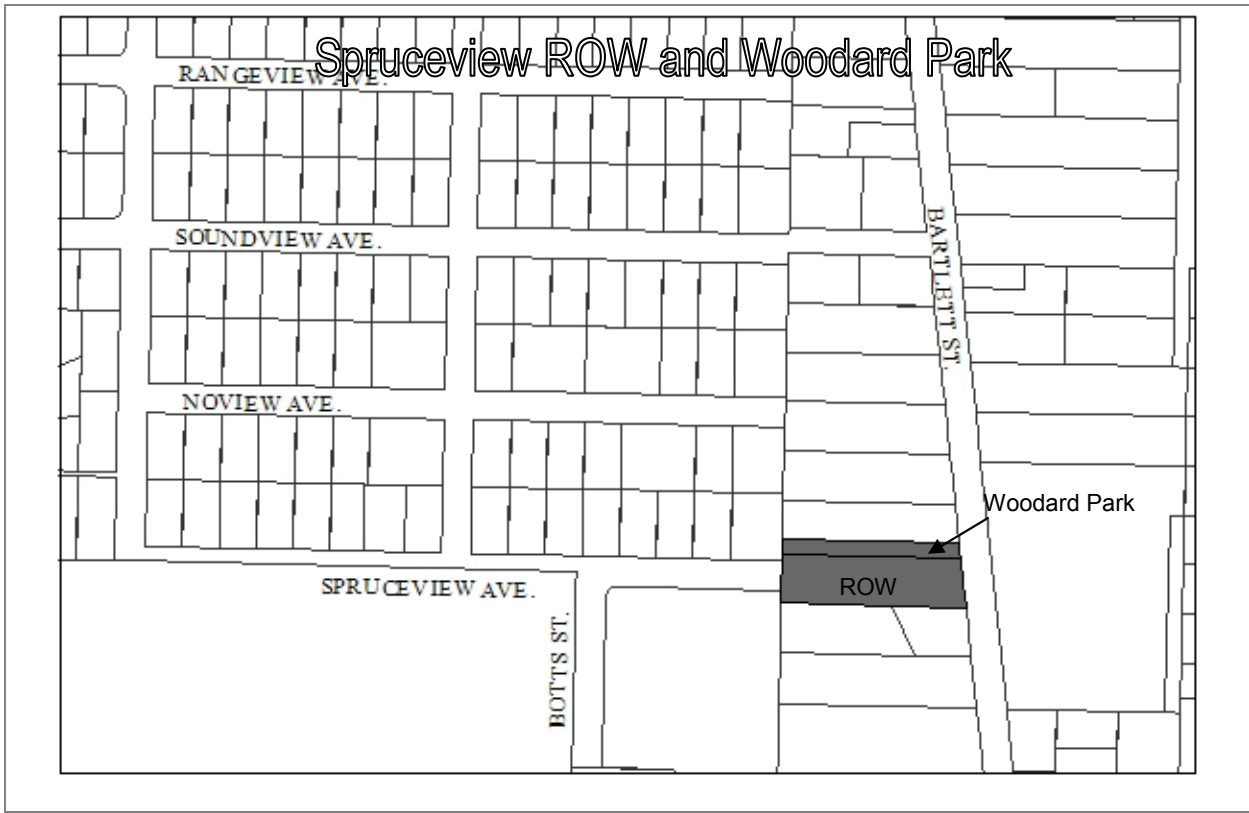 Spruceview ROW and Woodard Park
RANGEVIEW AVE.
SOUNDVIEW AVE.
BARTLETT ST.
NOVIEW AVE.
Woodard Park
ROW
SPRUCEVIEW AVE.
BOTTS ST.